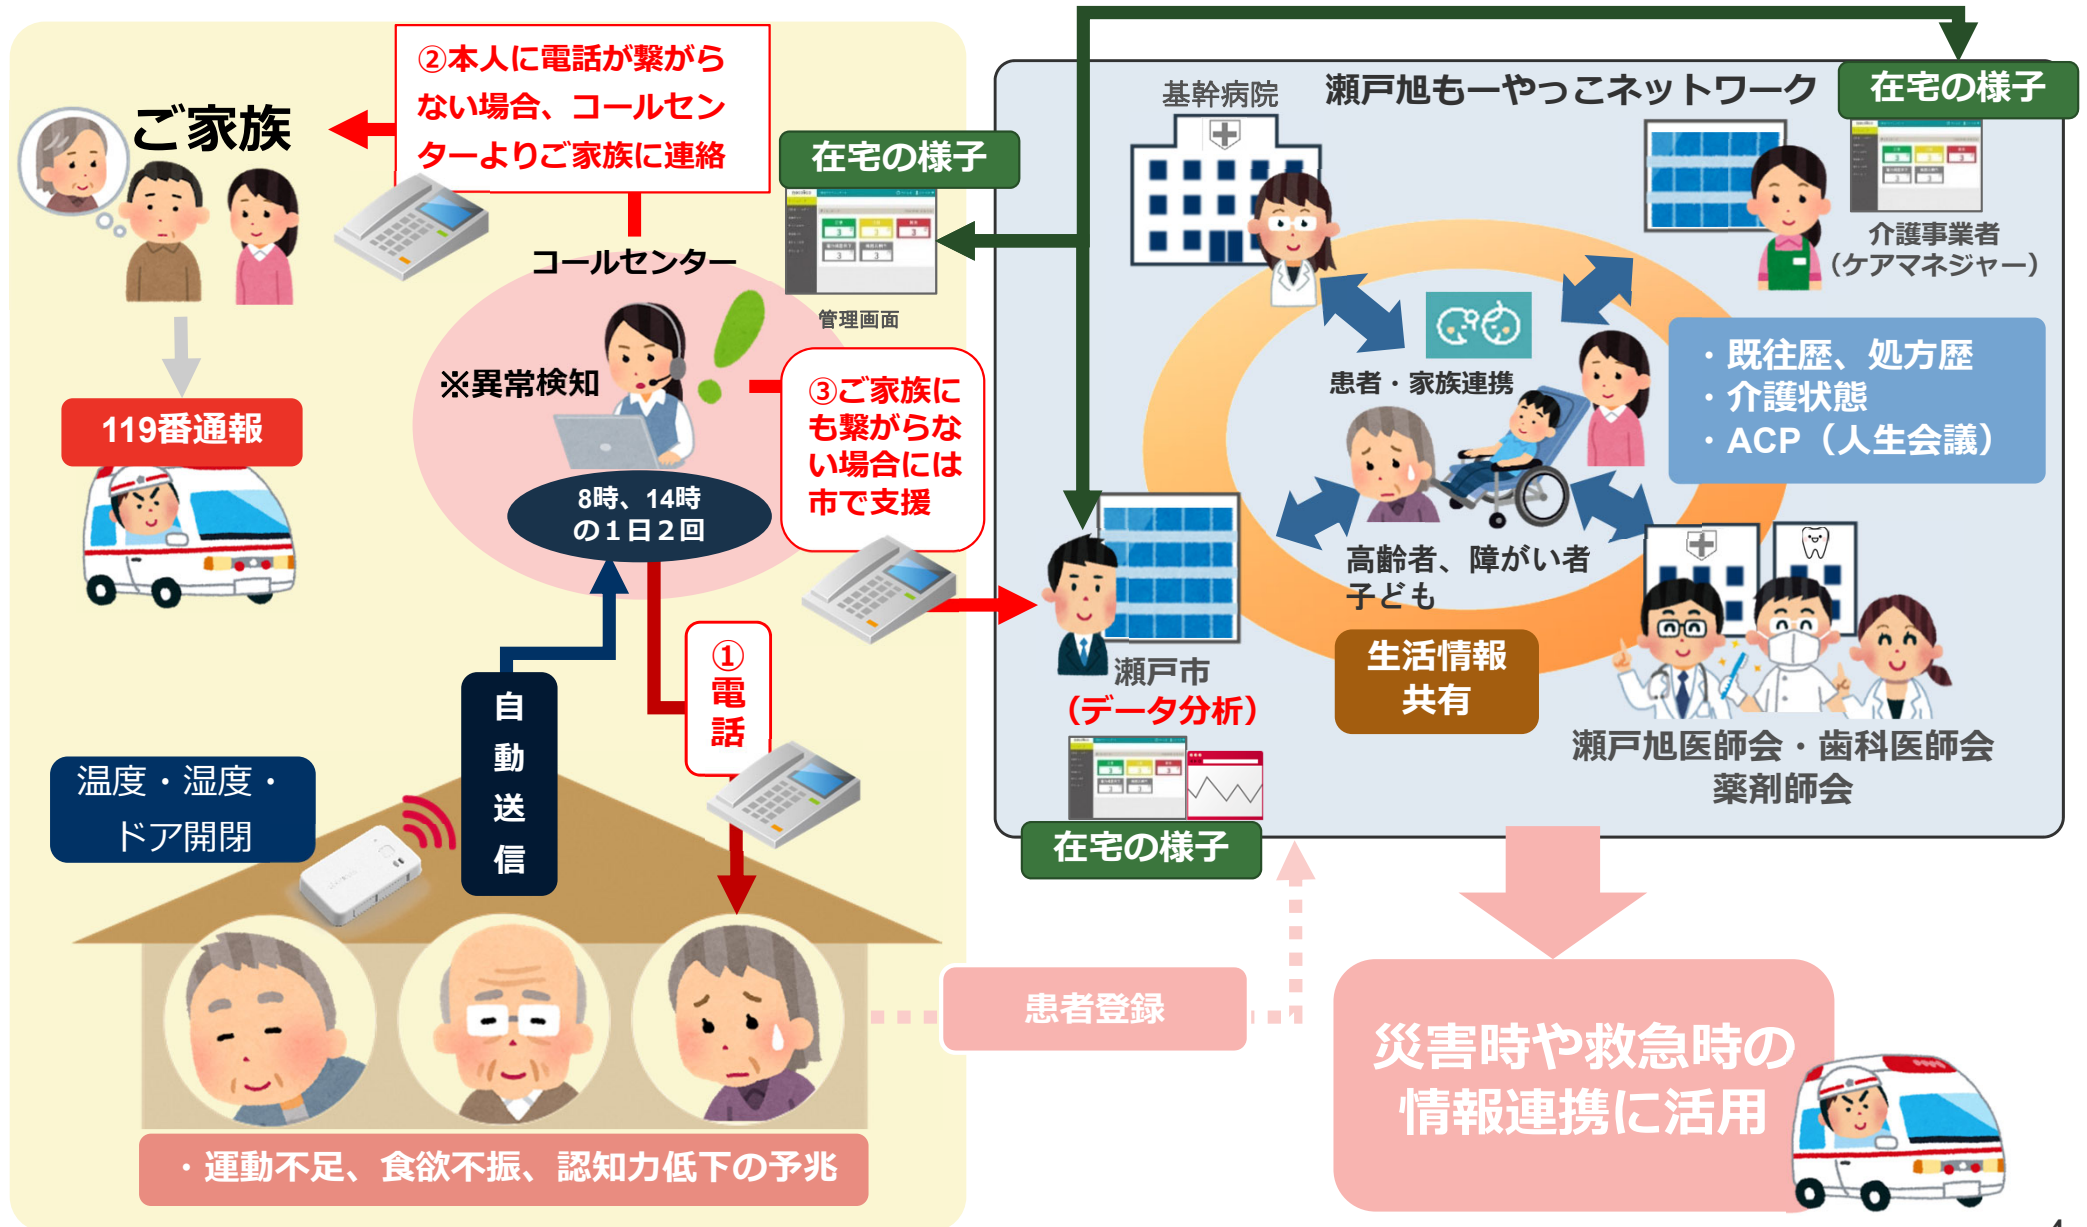 ②本人に電話が繋がら
ない場合、コールセン
ターよりご家族に連絡
ご家族
119番通報
コールセンター
※異常検知
8時、14時
の１日２回
在宅の様子
管理画面
③ご家族に
も繋がらな
い場合には
市で支援
①
電
話
自
動
送
信
温度・湿度・
ドア開閉
・運動不足、食欲不振、認知力低下の予兆
患者登録
瀬戸旭もーやっこネットワーク
基幹病院
在宅の様子
介護事業者
（ケアマネジャー）
・既往歴、処方歴
・介護状態
・ACP（人生会議）
患者・家族連携
高齢者、障がい者
子ども
生活情報
共有
瀬戸市
（データ分析）
在宅の様子
瀬戸旭医師会・歯科医師会
薬剤師会
災害時や救急時の
情報連携に活用